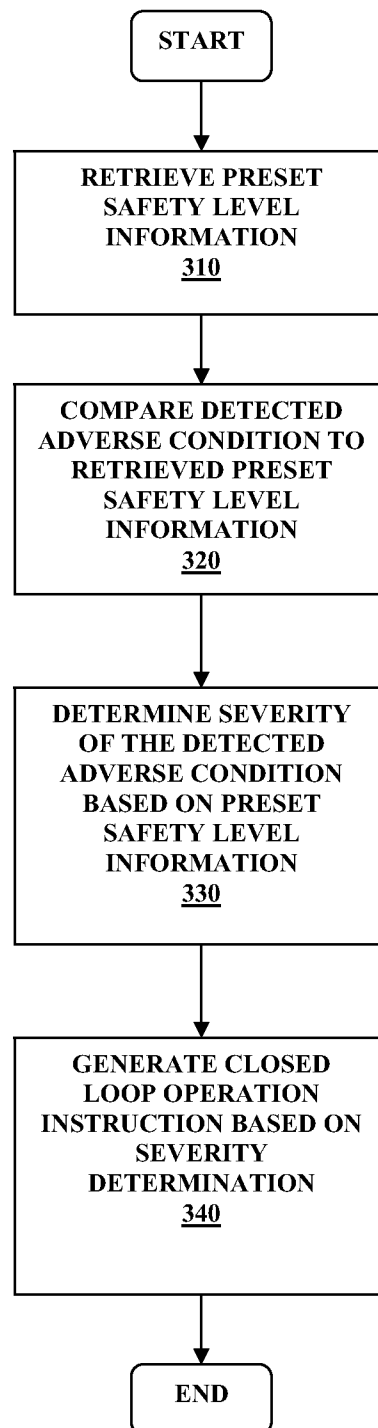 START
RETRIEVE PRESET
SAFETY LEVEL
INFORMATION
310
COMPARE DETECTED
ADVERSE CONDITION TO
RETRIEVED PRESET
SAFETY LEVEL
INFORMATION
320
DETERMINE SEVERITY
OF THE DETECTED
ADVERSE CONDITION
BASED ON PRESET
SAFETY LEVEL
INFORMATION
330
GENERATE CLOSED
LOOP OPERATION
INSTRUCTION BASED ON
SEVERITY
DETERMINATION
340
END